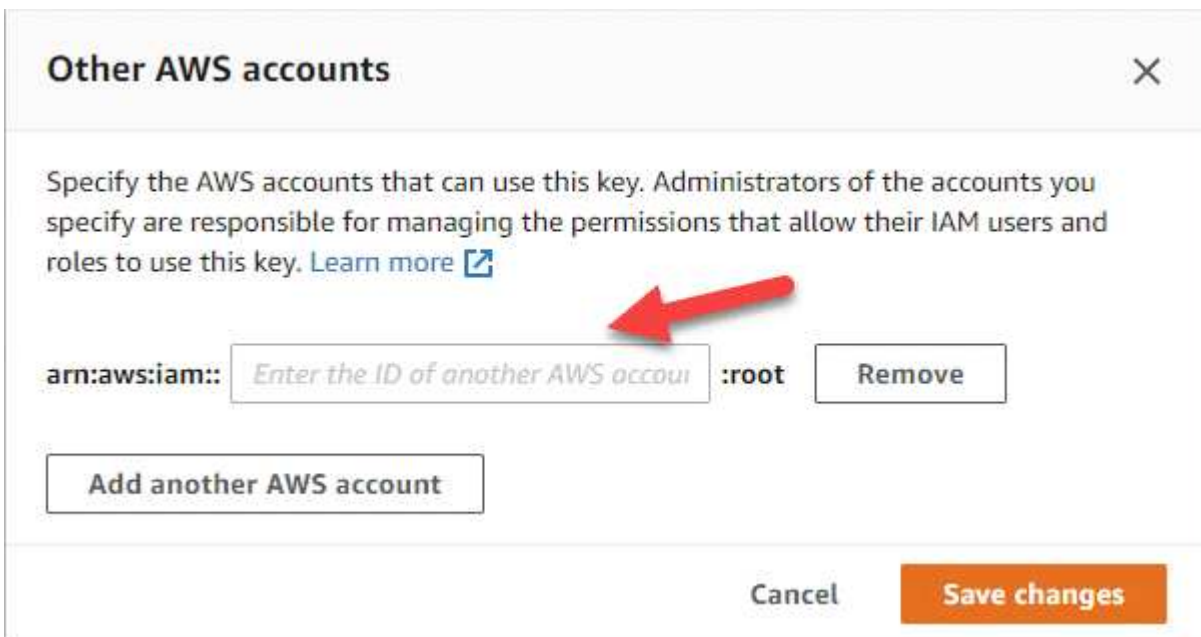 Other AWS accounts
Specify the AWS accounts that can use this key. Administrators of the accounts you
specify are responsible for managing the permissions that allow their IAM users and
roles to use this key. Learn more
arn:aws:iam:: Enter the ID of another AWS accou :root Remove
Add another AWS account
Cancel Save changes